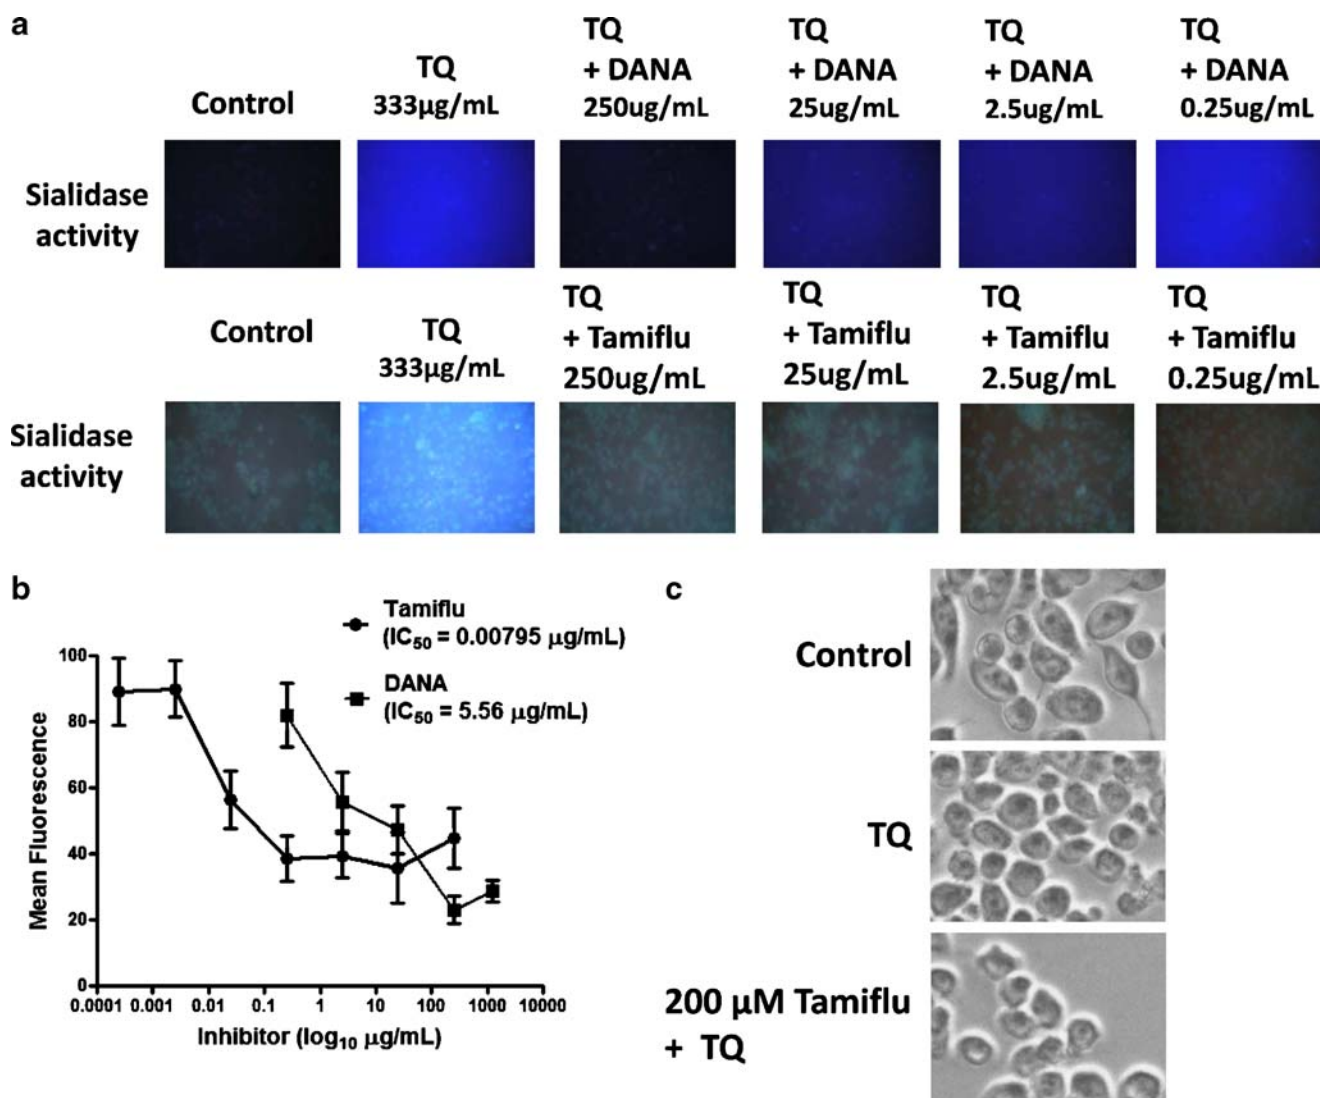 a
Control
TQ
333µg/mL
TQ
+ DANA
250ug/mL
TQ
+ DANA
25ug/mL
TQ
+ DANA
2.5ug/mL
TQ
+ DANA
0.25ug/mL
Sialidase
activity
Control
TQ
333µg/mL
TQ
+ Tamiflu
250ug/mL
TQ
+ Tamiflu
25ug/mL
TQ
+ Tamiflu
2.5ug/mL
TQ
+ Tamiflu
0.25ug/mL
Sialidase
activity
b
Tamiflu
(IC50 = 0.00795 µg/mL)
DANA
(IC50 = 5.56 µg/mL)
Mean Fluorescence
100
80
60
40
20
0
0.0001 0.001 0.01 0.1 1 10 100 1000 10000
Inhibitor (log10 µg/mL)
c
Control
TQ
200 µM Tamiflu
+ TQ